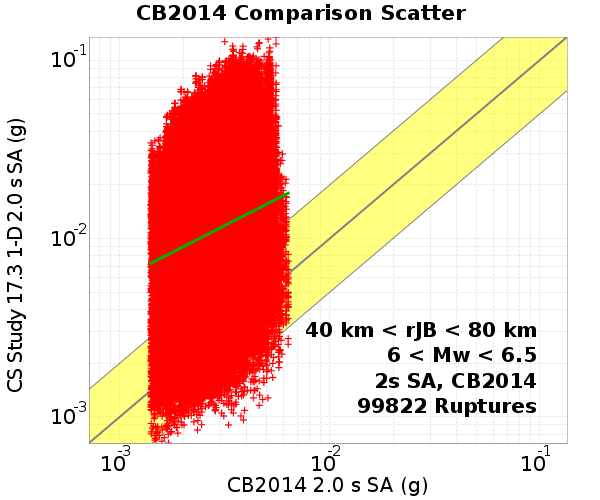 CB2014 Comparison Scatter
CS Study 17.3 1-D 2.0 s SA (g)
10-1
10-2
10-3
40 km < rJB < 80 km
6 < Mw < 6.5
2s SA, CB2014
99822 Ruptures
10-3 10-2 10-1
CB2014 2.0 s SA (g)